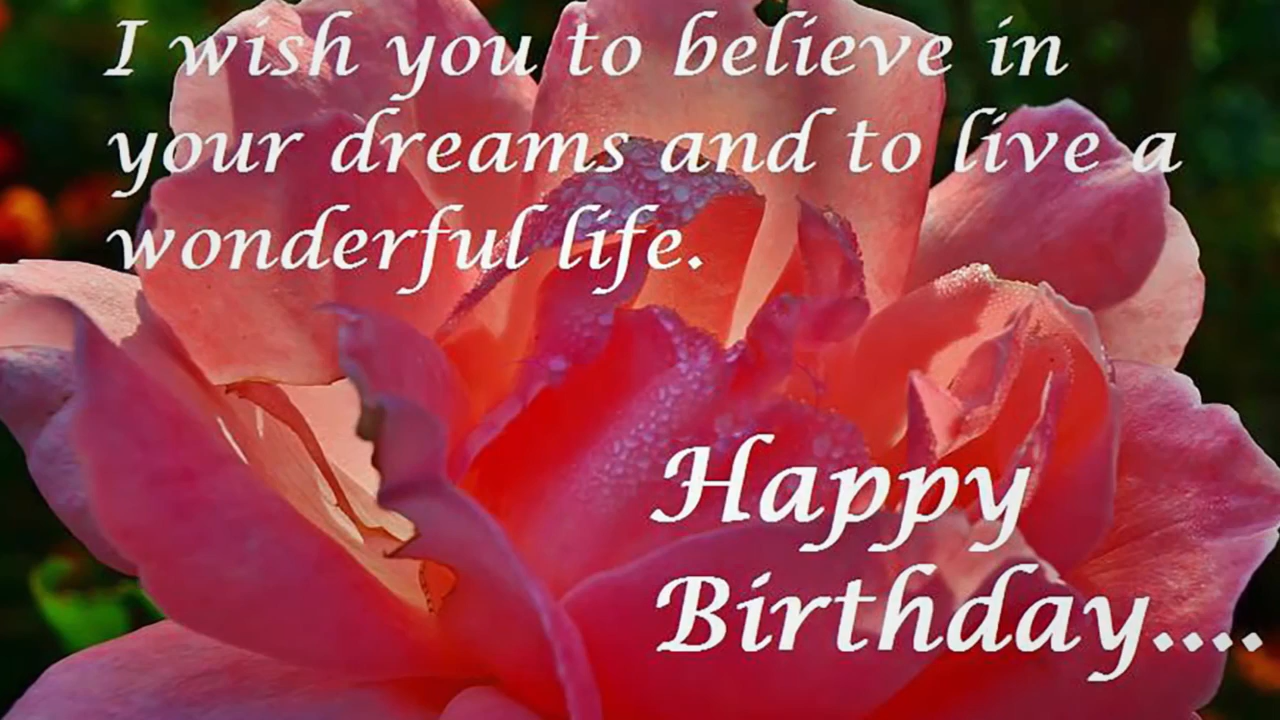 I wish you to believe in
your dreams and to live a
wonderful life.
Happy
Birthday....